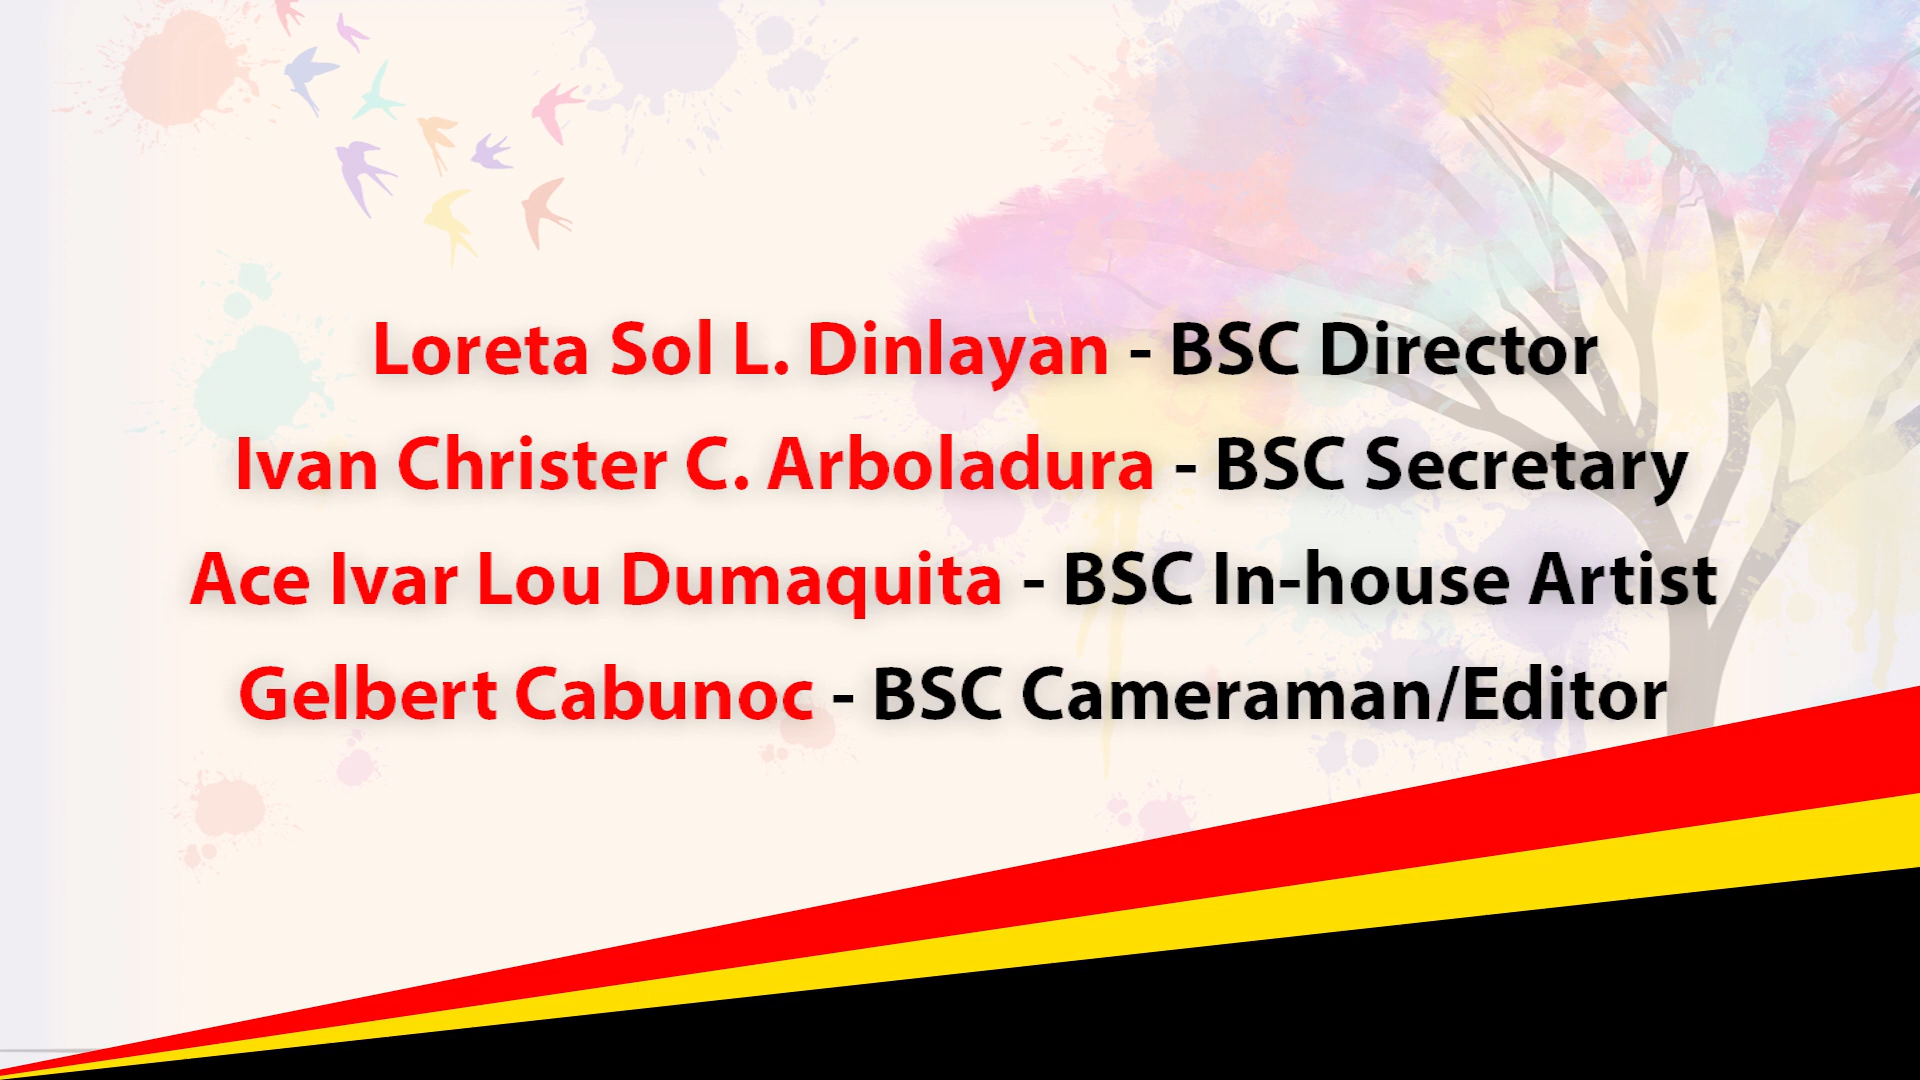 Loreta Sol L. Dinlayan - BSC Director
Ivan Christer C. Arboladura - BSC Secretary
Ace Ivar Lou Dumaquita - BSC In-house Artist
Gelbert Cabunoc - BSC Cameraman/Editor